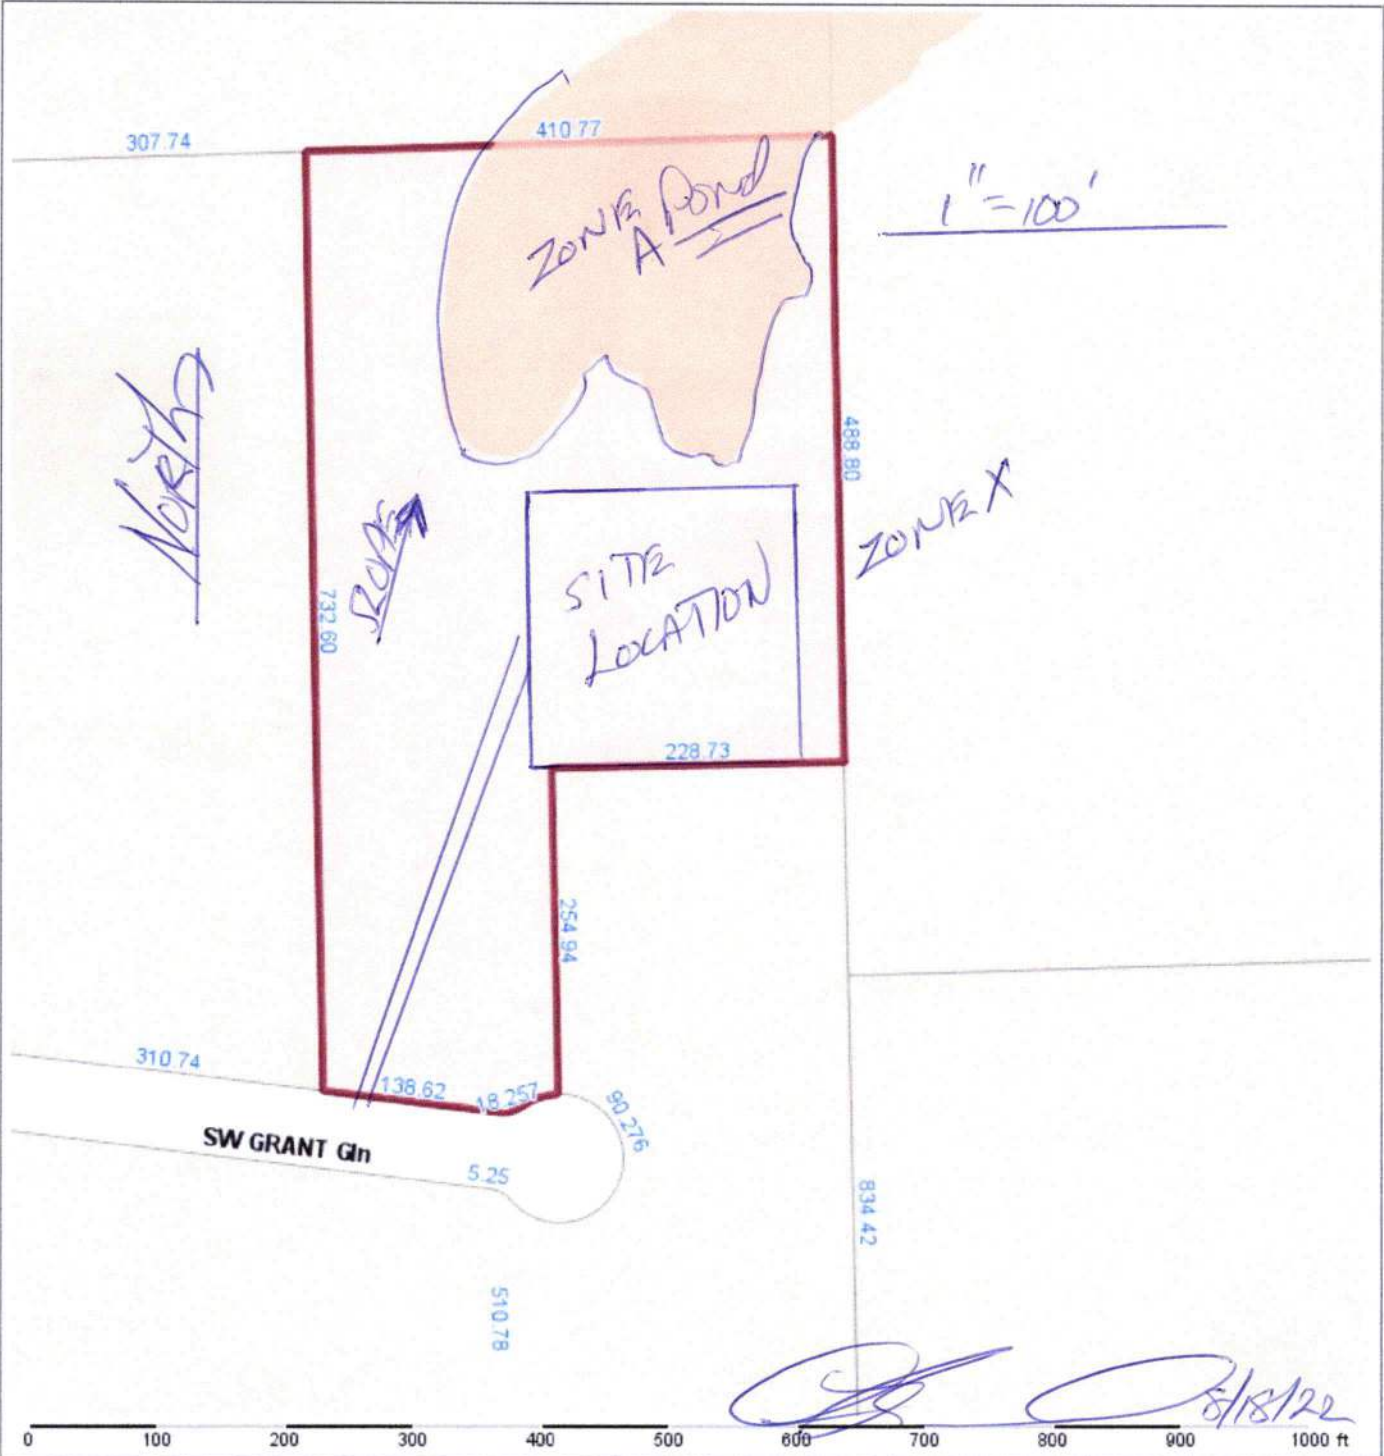 307.74
410.77
ZONE
A Pond
1" = 100'
North
488.80
SLOPE
ZONE X
SITE
LOCATION
732.60
228.73
254.94
310.74
138.62
18.257
90.276
SW GRANT Gln
5.25
834.42
510.78
8/18/22
0 100 200 300 400 500 600 700 800 900 1000 ft